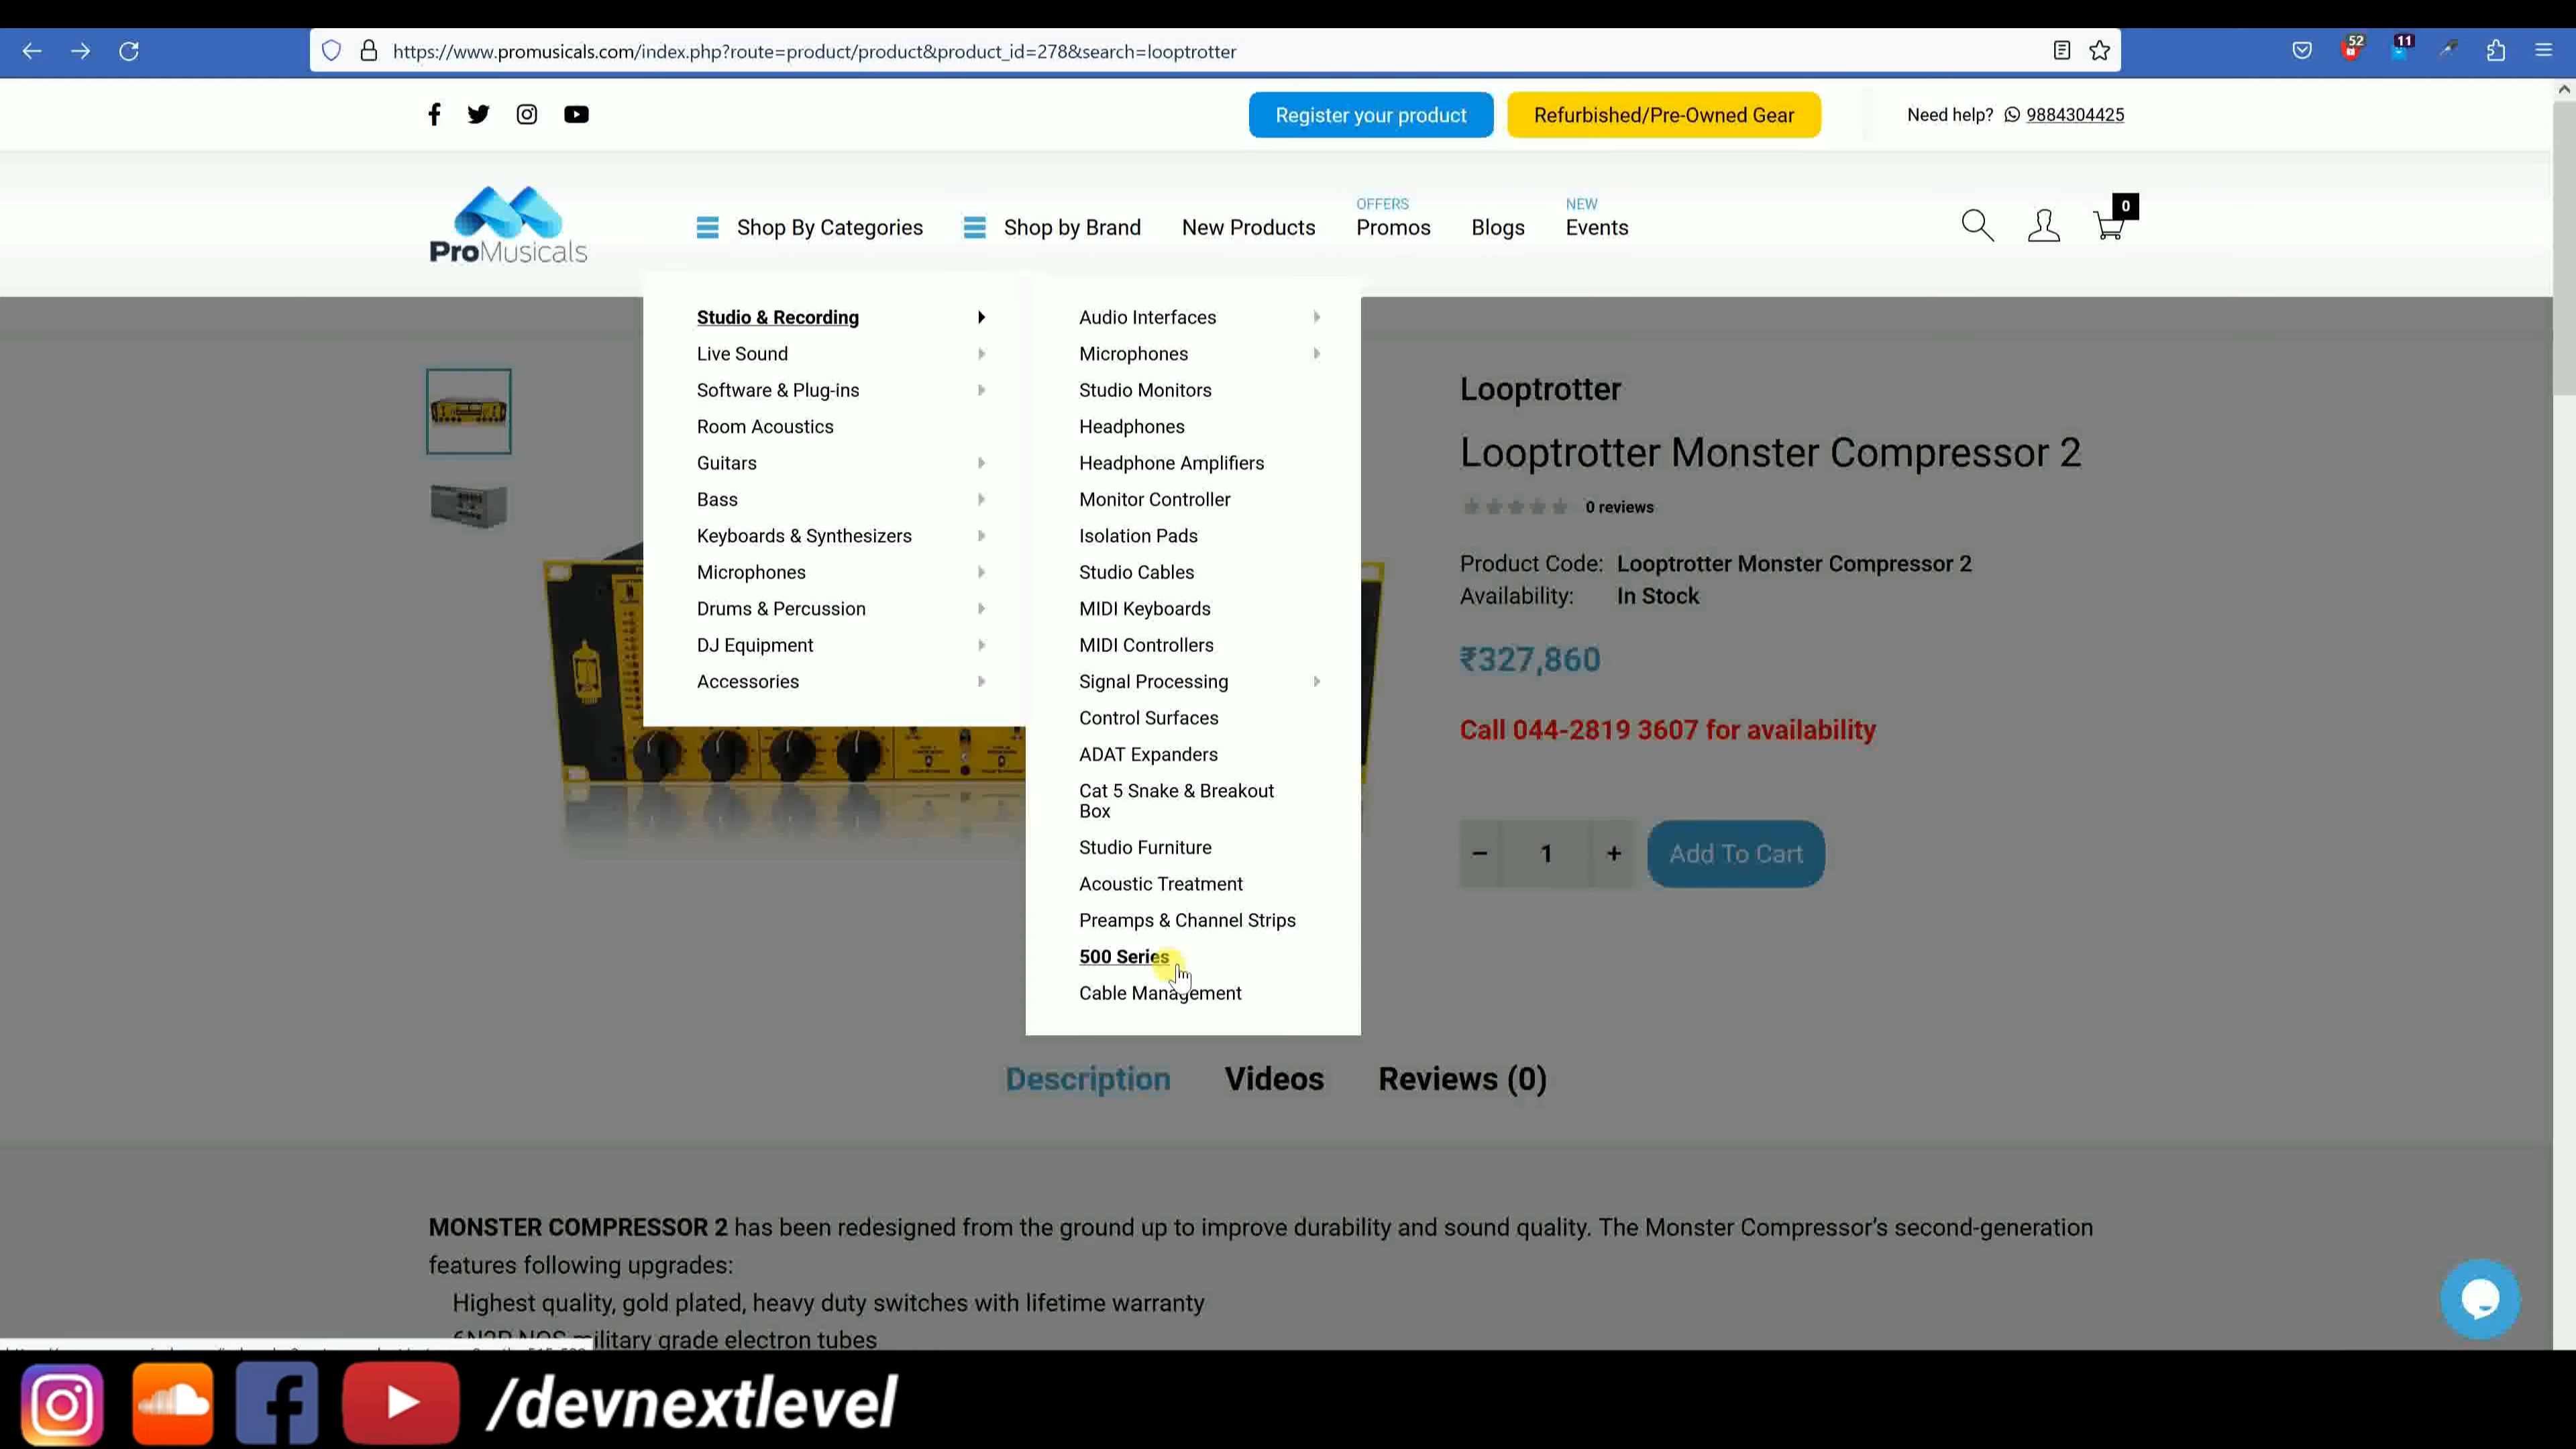 https://www.promusicals.com/index.php?route=product/product&product_id=278&search=looptrotter
52
11
Register your product
Refurbished/Pre-Owned Gear
Need help? 9884304425
ProMusicals
Shop By Categories
Shop by Brand
New Products
OFFERS
Promos
Blogs
NEW
Events
0
Studio & Recording
Live Sound
Software & Plug-ins
Room Acoustics
Guitars
Bass
Keyboards & Synthesizers
Microphones
Drums & Percussion
DJ Equipment
Accessories
Audio Interfaces
Microphones
Studio Monitors
Headphones
Headphone Amplifiers
Monitor Controller
Isolation Pads
Studio Cables
MIDI Keyboards
MIDI Controllers
Signal Processing
Control Surfaces
ADAT Expanders
Cat 5 Snake & Breakout
Box
Studio Furniture
Acoustic Treatment
Preamps & Channel Strips
500 Series
Cable Management
Looptrotter
Looptrotter Monster Compressor 2
0 reviews
Product Code: Looptrotter Monster Compressor 2
Availability: In Stock
₹327,860
Call 044-2819 3607 for availability
− 1 +
Add To Cart
Description
Videos
Reviews (0)
MONSTER COMPRESSOR 2 has been redesigned from the ground up to improve durability and sound quality. The Monster Compressor's second-generation
features following upgrades:
Highest quality, gold plated, heavy duty switches with lifetime warranty
military grade electron tubes
/devnextlevel